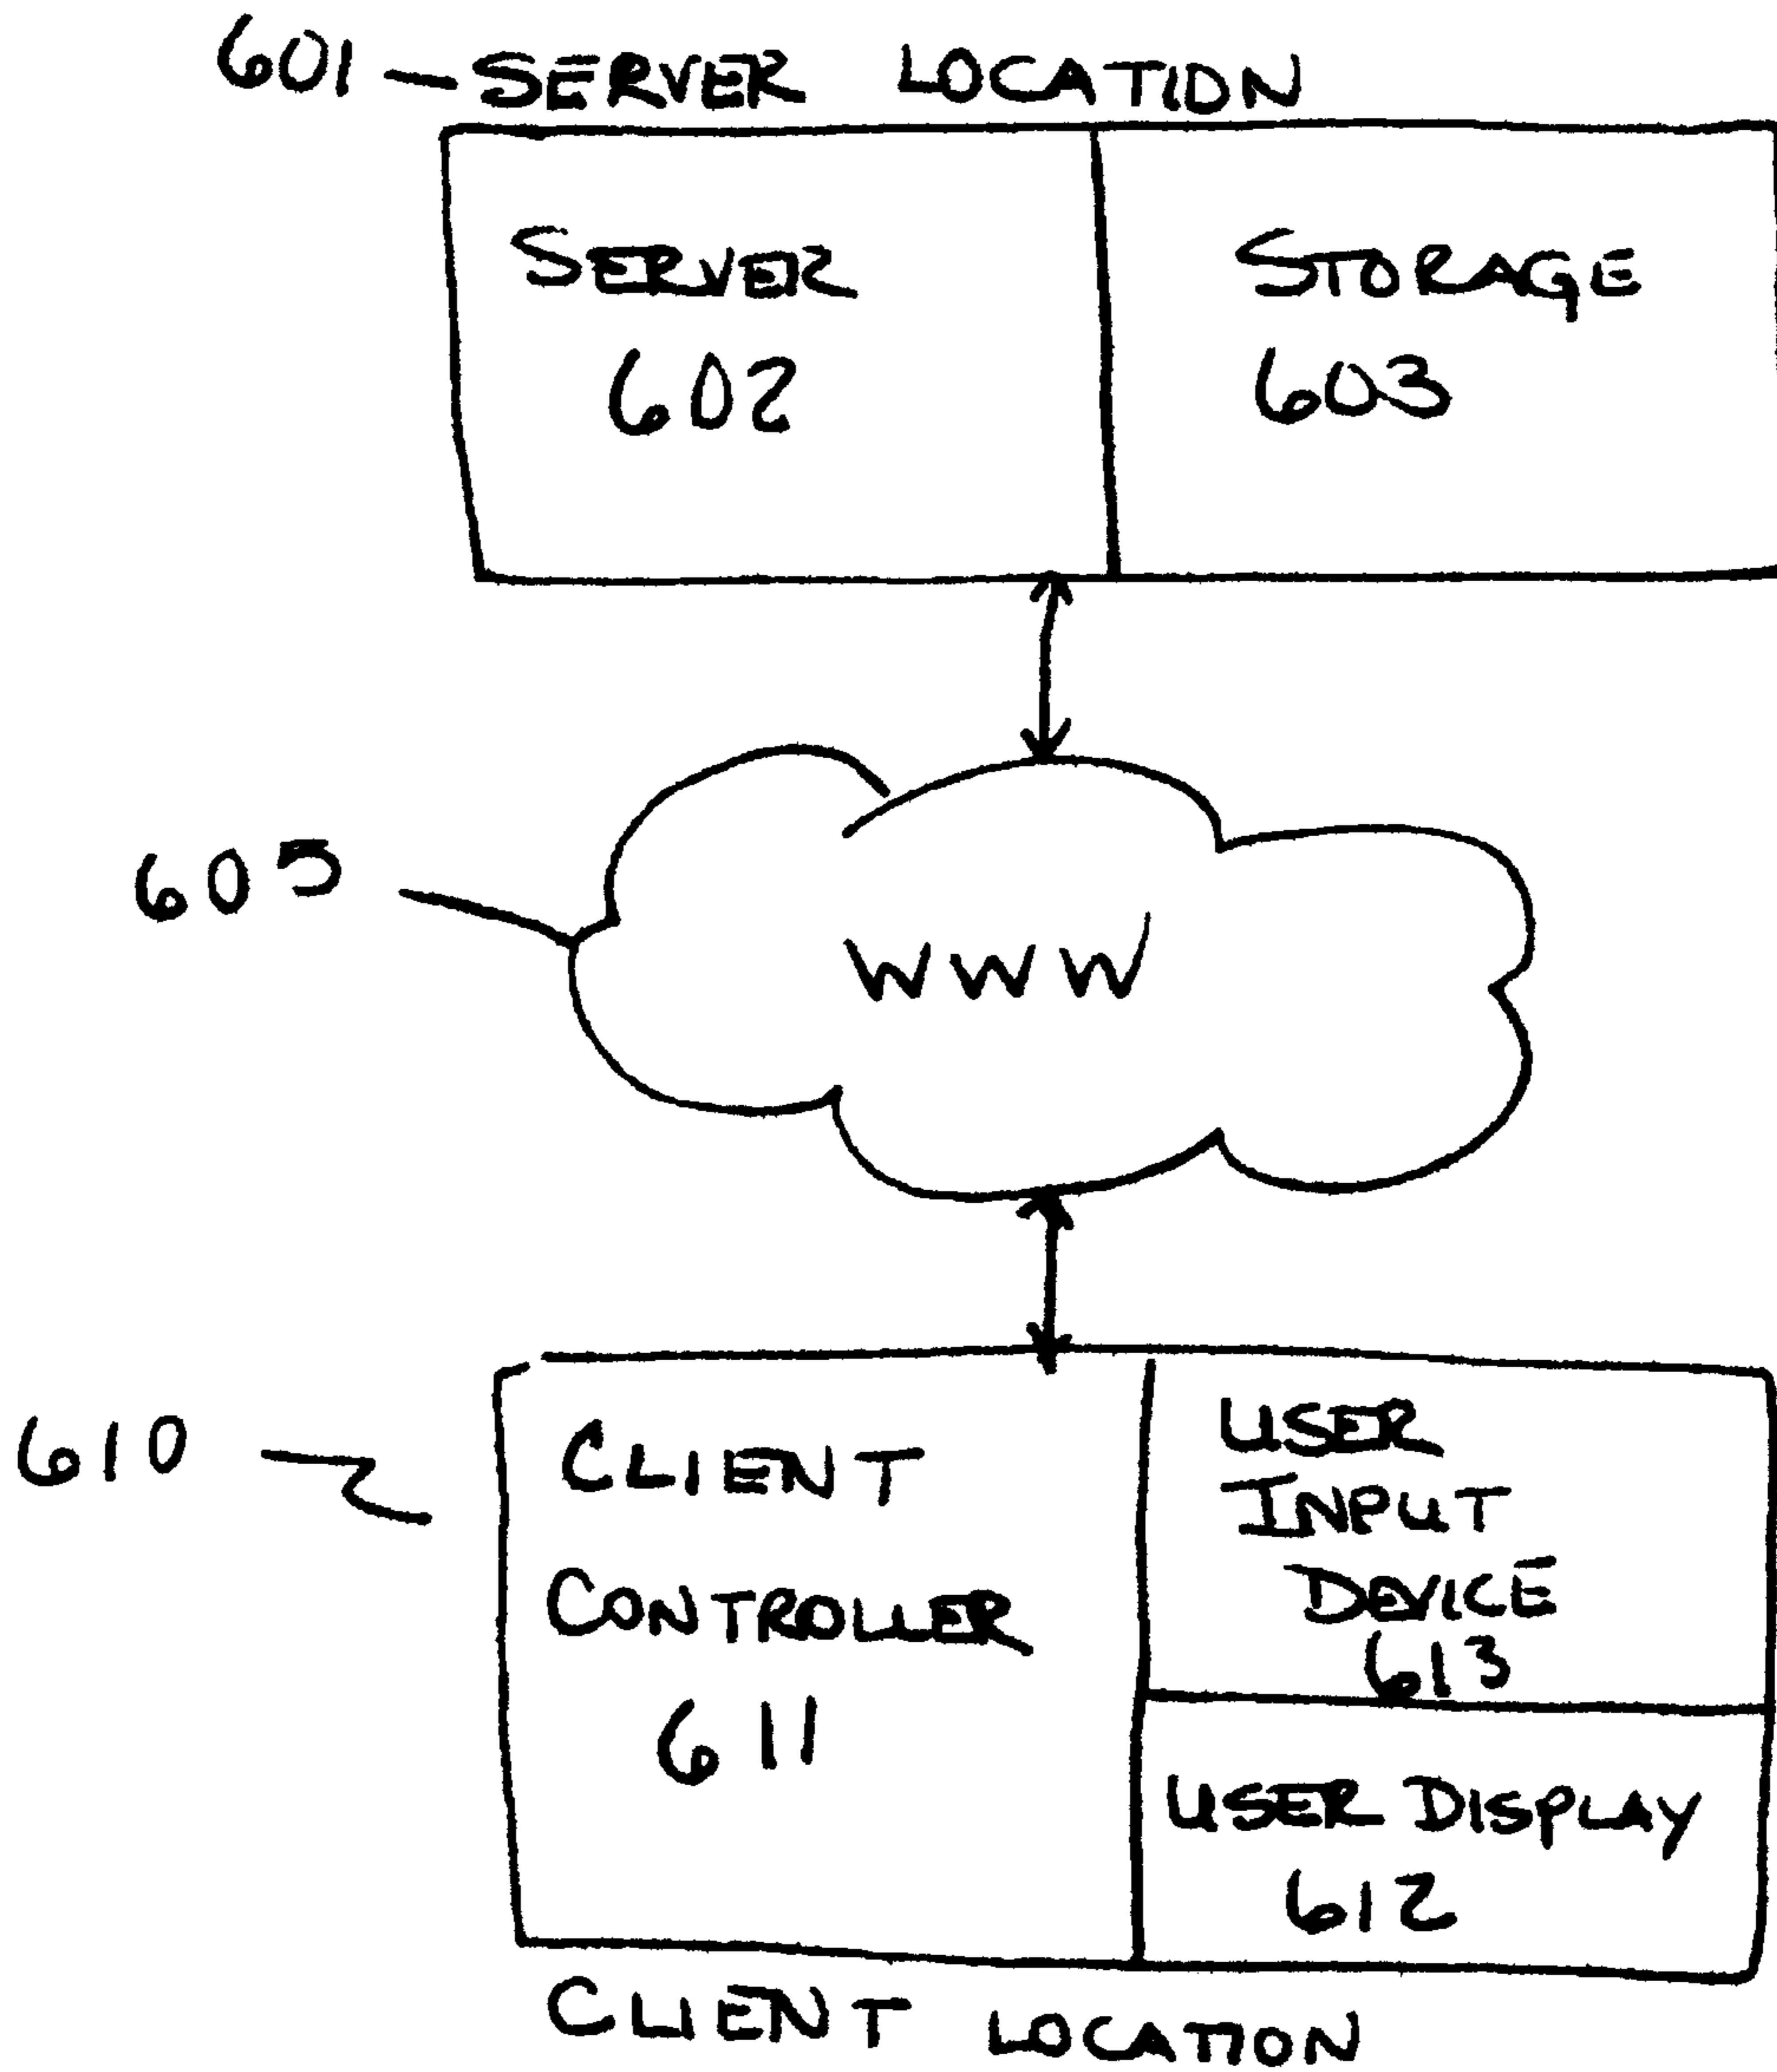 601 - SERVER LOCATION
SERVER
602
STORAGE
603
605
WWW
610
CLIENT
CONTROLLER
611
USER
INPUT
DEVICE
613
USER DISPLAY
612
CLIENT LOCATION